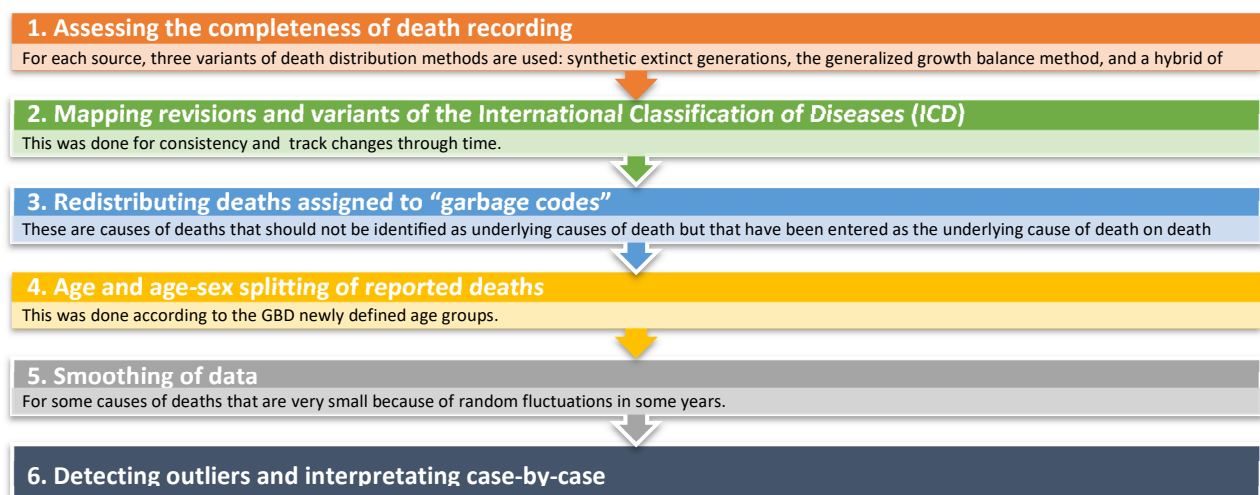 1. Assessing the completeness of death recording
For each source, three variants of death distribution methods are used: synthetic extinct generations, the generalized growth balance method, and a hybrid of
2. Mapping revisions and variants of the International Classification of Diseases (ICD)
This was done for consistency and  track changes through time.
3. Redistributing deaths assigned to “garbage codes”
These are causes of deaths that should not be identified as underlying causes of death but that have been entered as the underlying cause of death on death
4. Age and age-sex splitting of reported deaths
This was done according to the GBD newly defined age groups.
5. Smoothing of data
For some causes of deaths that are very small because of random fluctuations in some years.
6. Detecting outliers and interpretating case-by-case